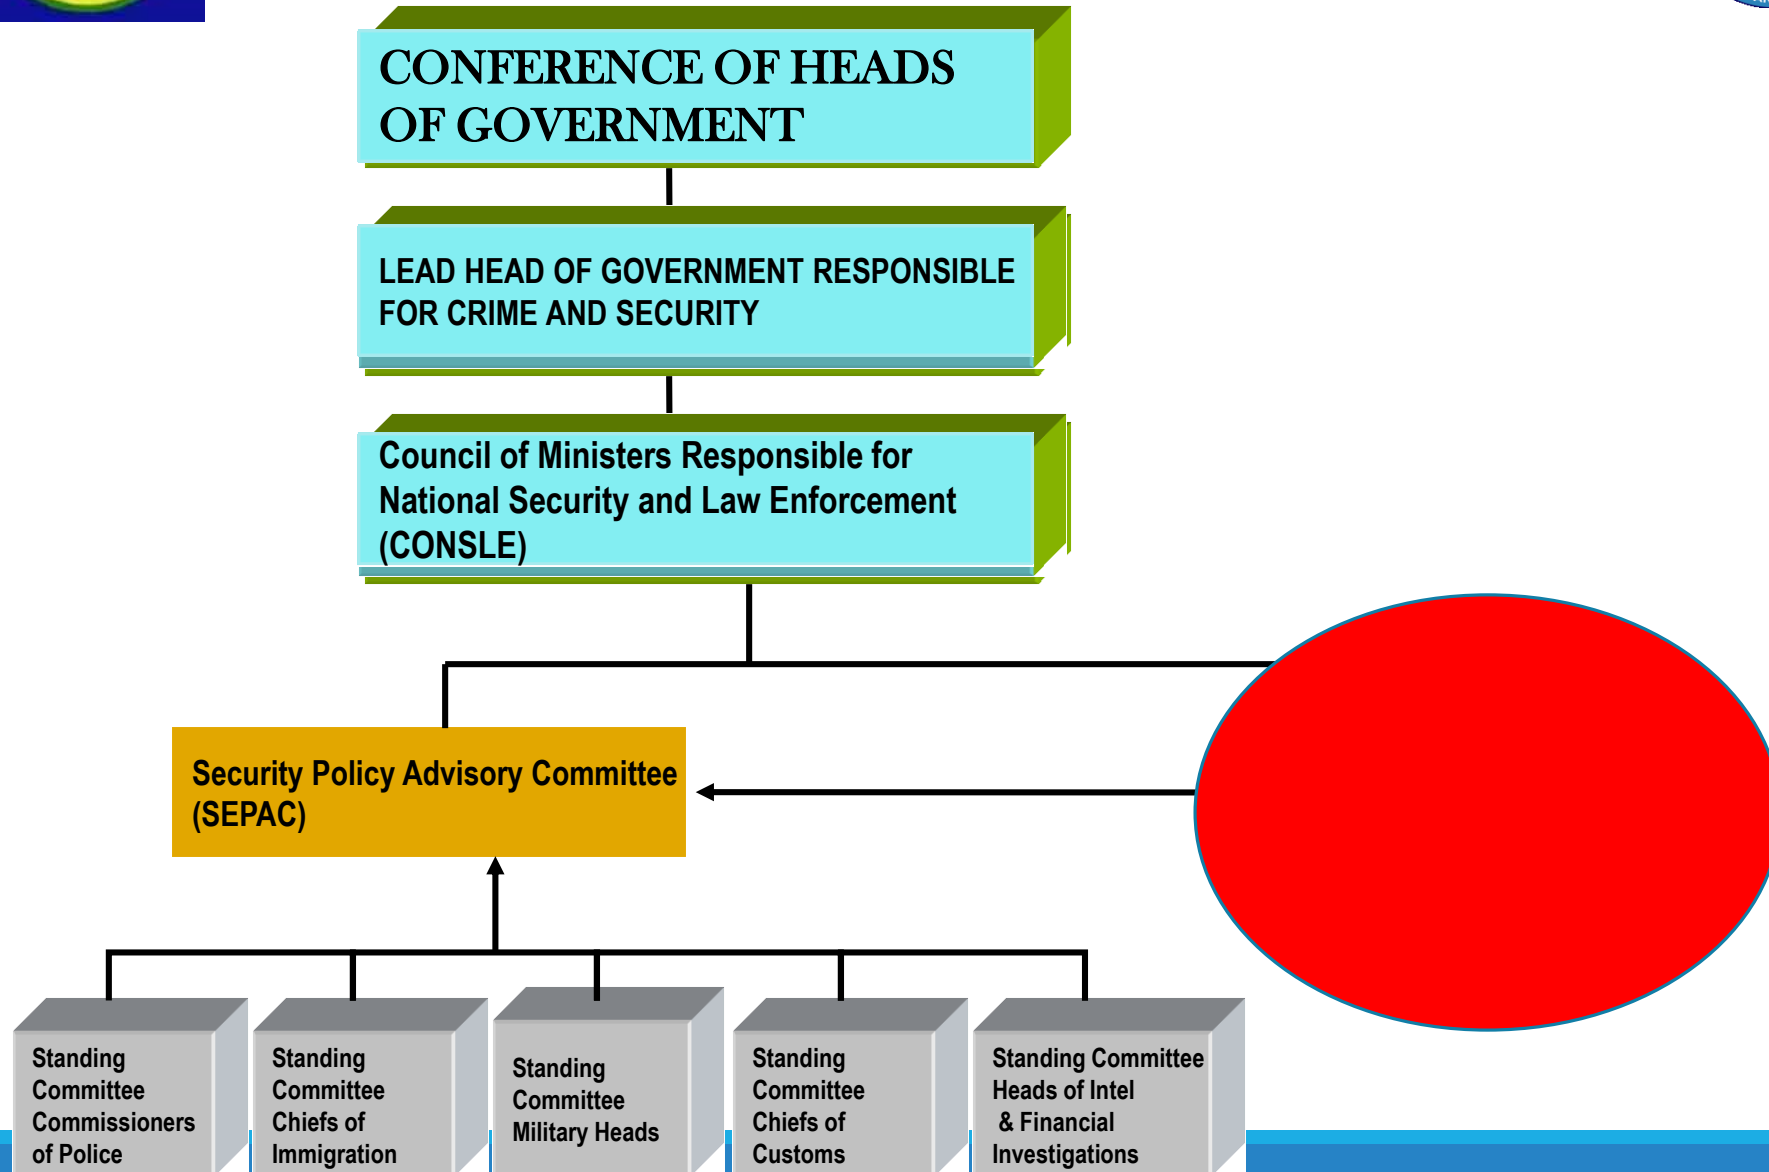 CONFERENCE OF HEADS
OF GOVERNMENT
LEAD HEAD OF GOVERNMENT RESPONSIBLE
FOR CRIME AND SECURITY
Council of Ministers Responsible for
National Security and Law Enforcement
(CONSLE)
Security Policy Advisory Committee
(SEPAC)
Standing
Committee
Commissioners
of Police
Standing
Committee
Chiefs of
Immigration
Standing
Committee
Military Heads
Standing
Committee
Chiefs of
Customs
Standing Committee
Heads of Intel
& Financial
Investigations